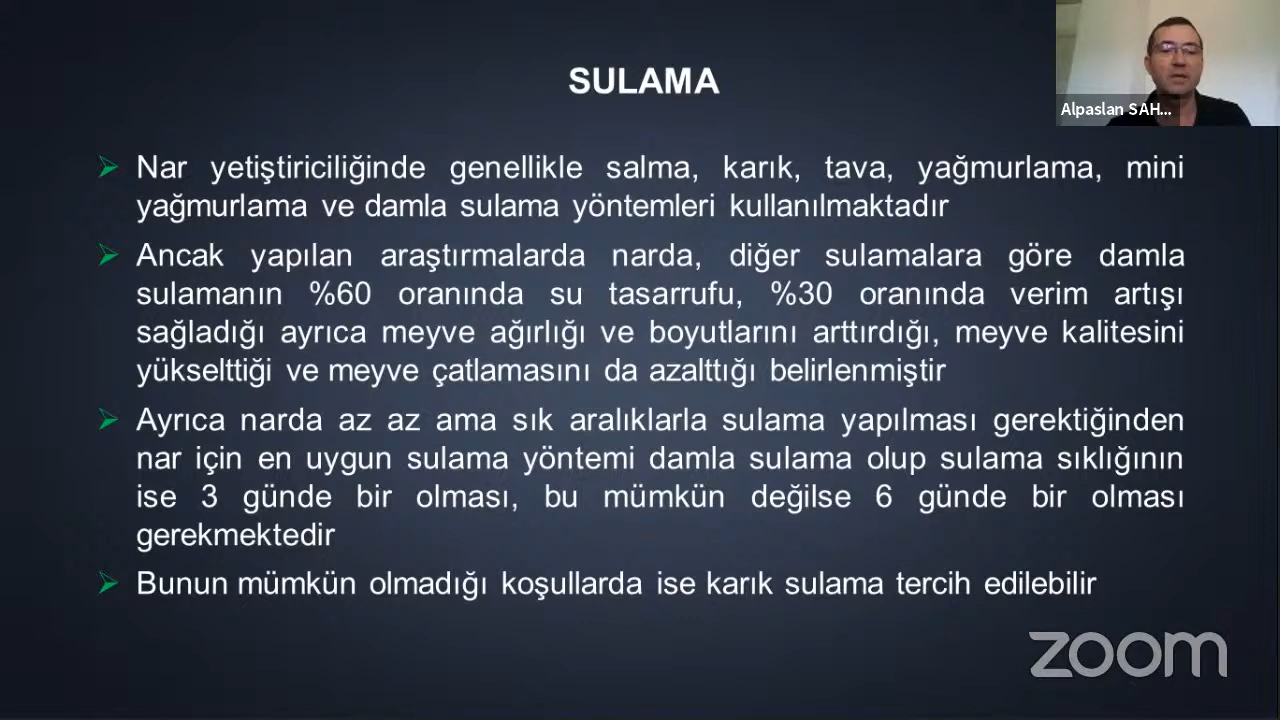 SULAMA
Alpaslan SAH...
Nar yetiştiriciliğinde genellikle salma, karık, tava, yağmurlama, mini
yağmurlama ve damla sulama yöntemleri kullanılmaktadır
Ancak yapılan araştırmalarda narda, diğer sulamalara göre damla
sulamanın %60 oranında su tasarrufu, %30 oranında verim artışı
sağladığı ayrıca meyve ağırlığı ve boyutlarını arttırdığı, meyve kalitesini
yükselttiği ve meyve çatlamasını da azalttığı belirlenmiştir
Ayrıca narda az az ama sık aralıklarla sulama yapılması gerektiğinden
nar için en uygun sulama yöntemi damla sulama olup sulama sıklığının
ise 3 günde bir olması, bu mümkün değilse 6 günde bir olması
gerekmektedir
Bunun mümkün olmadığı koşullarda ise karık sulama tercih edilebilir
zoom